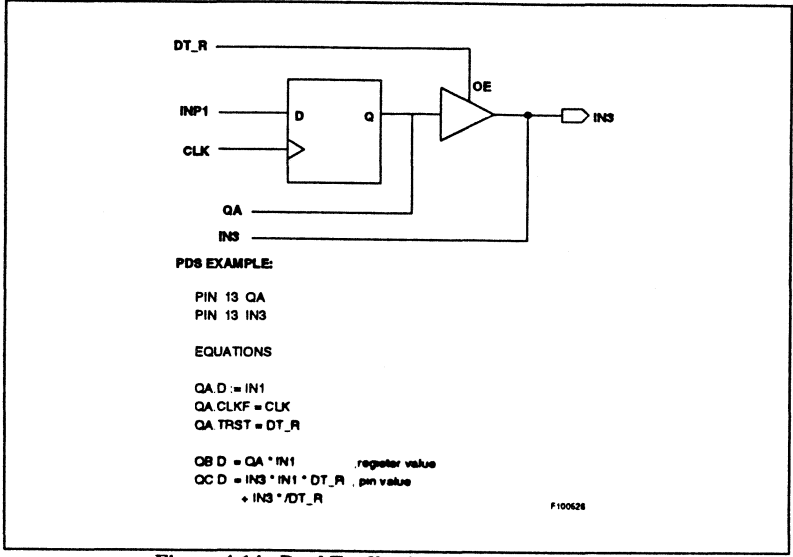 DT_R
OE
INP1
D
Q
IN3
CLK
QA
IN3
PDS EXAMPLE:
PIN 13 QA
PIN 13 IN3
EQUATIONS
QA.D := IN1
QA.CLKF = CLK
QA.TRST = DT_R
QB.D = QA * IN1 ;register value
QC.D = IN3 * IN1 * DT_R ; pin value
+ IN3 * /DT_R
F100526